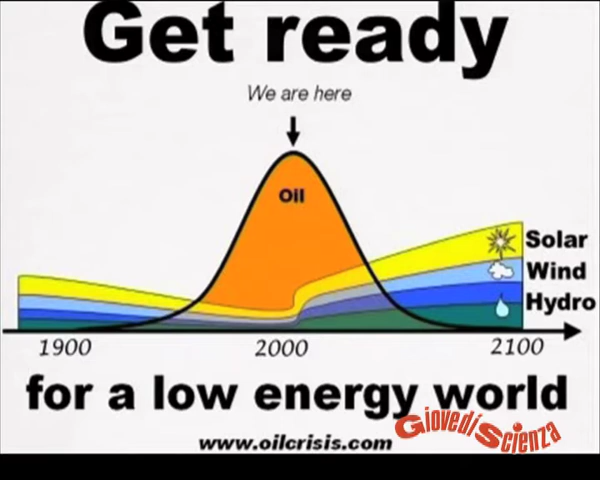 Get ready
We are here
Oil
Solar
Wind
Hydro
1900 2000 2100
for a low energy world
GiovediScienza
www.oilcrisis.com